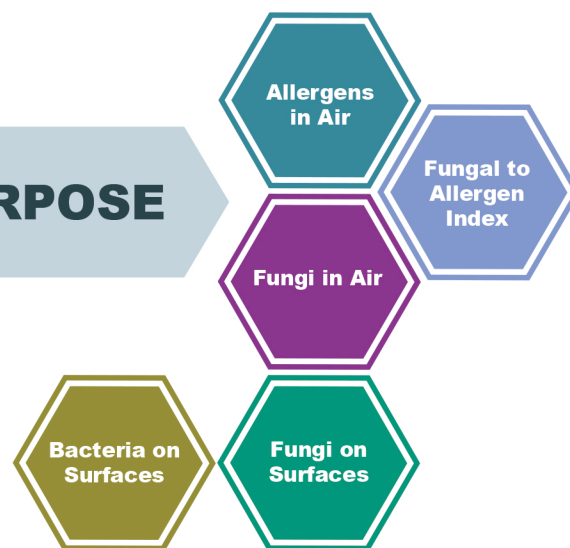 Allergens
in Air
Fungal to
Allergen
Index
RPOSE
Fungi in Air
Bacteria on
Surfaces
Fungi on
Surfaces